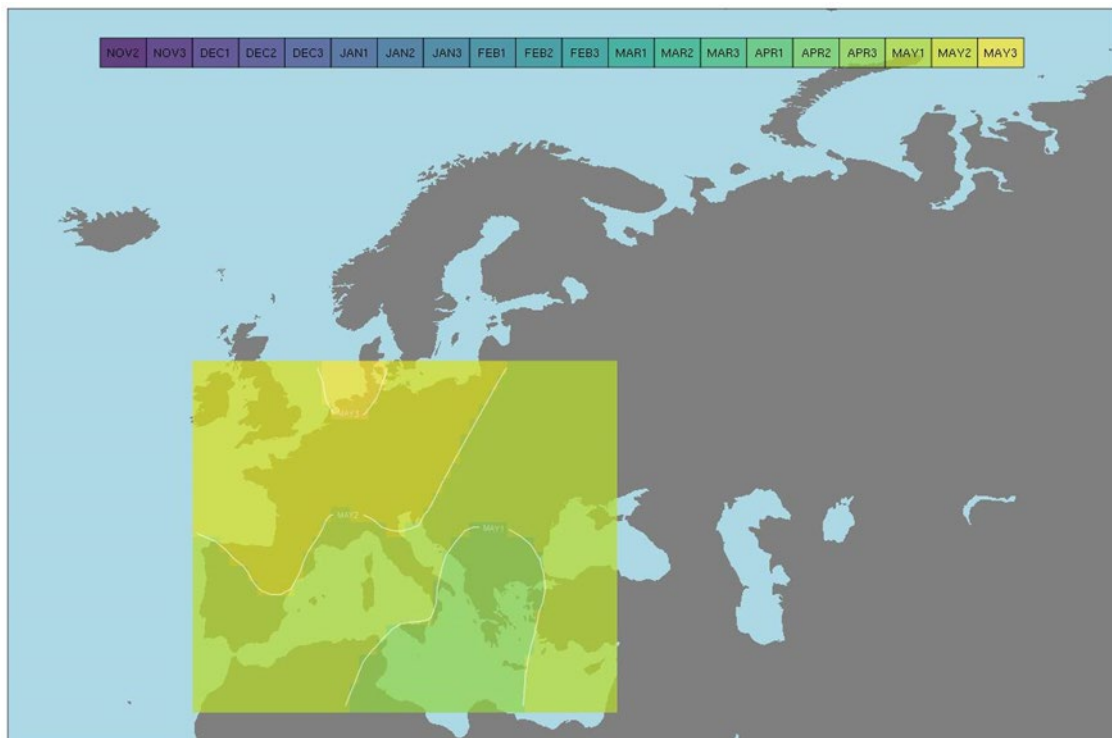 NOV2 NOV3 DEC1 DEC2 DEC3 JAN1 JAN2 JAN3 FEB1 FEB2 FEB3 MAR1 MAR2 MAR3 APR1 APR2 APR3 MAY1 MAY2 MAY3
MAY3
MAY2
MAY1